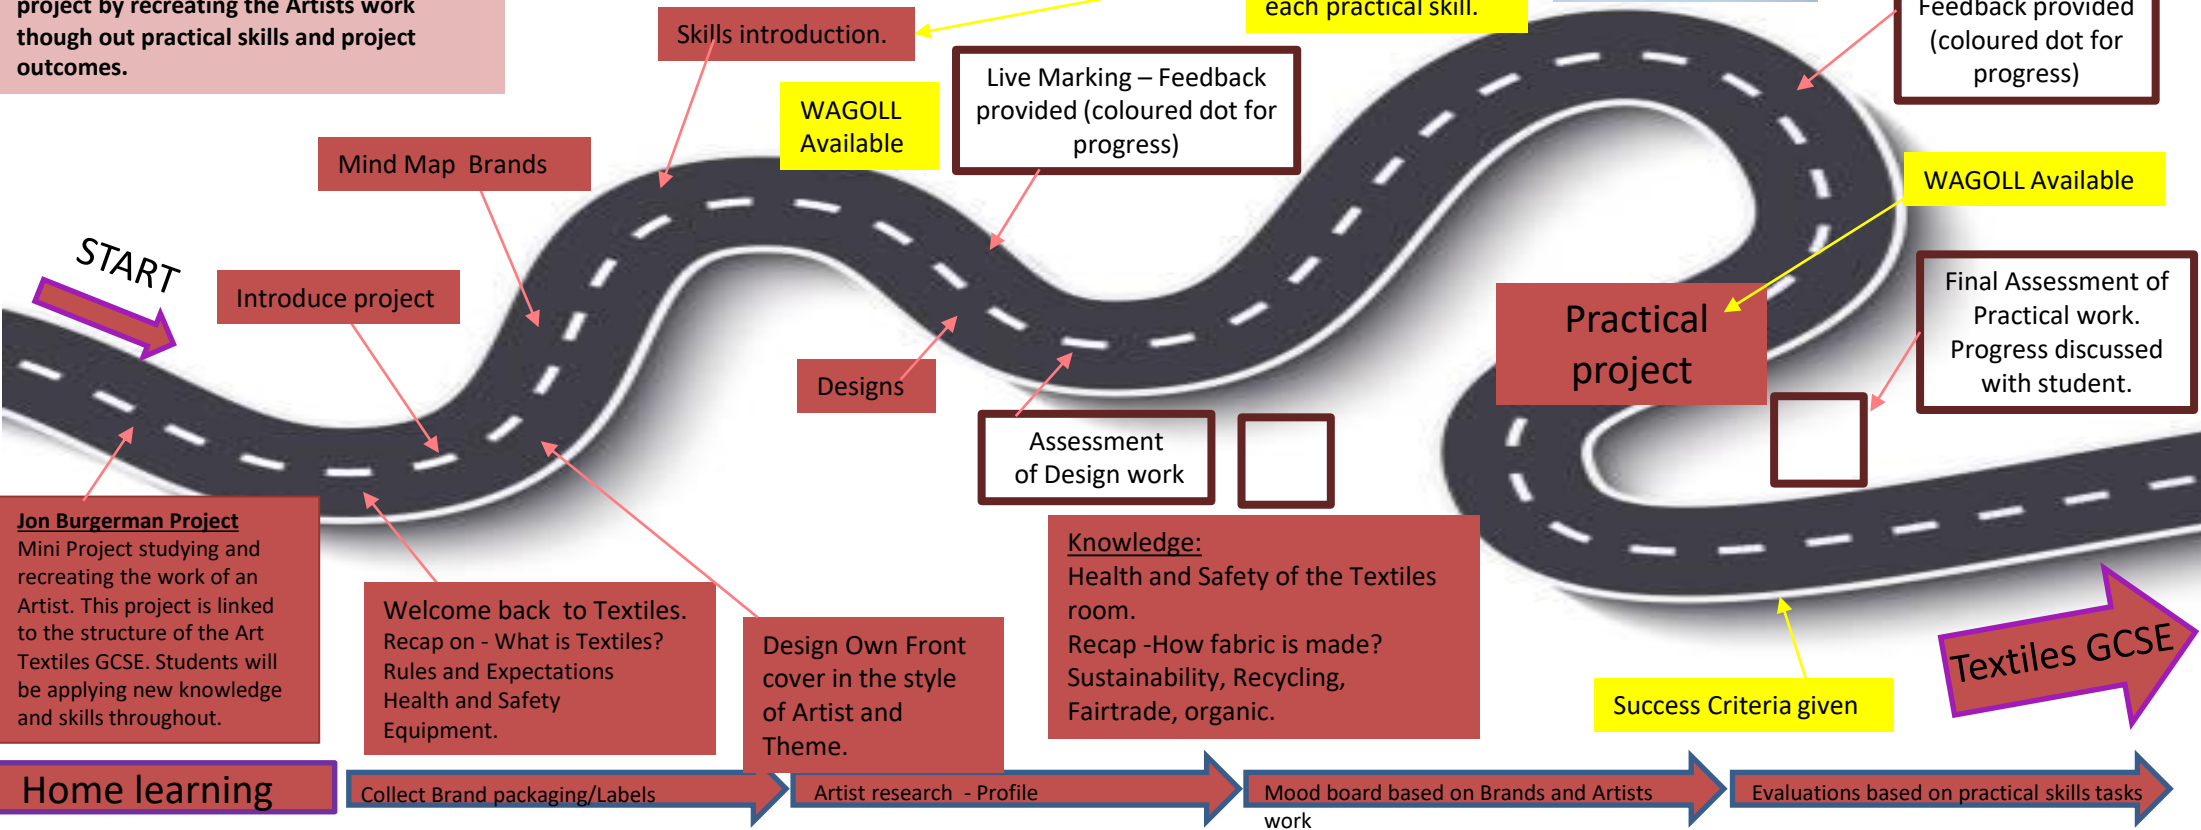 project by recreating the Artists work
though out practical skills and project
outcomes.
Skills introduction.
each practical skill.
Feedback provided
(coloured dot for
progress)
Live Marking – Feedback
provided (coloured dot for
progress)
WAGOLL
Available
Mind Map Brands
WAGOLL Available
START
Introduce project
Final Assessment of
Practical work.
Progress discussed
with student.
Practical
project
Designs
Assessment
of Design work
Jon Burgerman Project
Mini Project studying and
recreating the work of an
Artist. This project is linked
to the structure of the Art
Textiles GCSE. Students will
be applying new knowledge
and skills throughout.
Welcome back to Textiles.
Recap on - What is Textiles?
Rules and Expectations
Health and Safety
Equipment.
Design Own Front
cover in the style
of Artist and
Theme.
Knowledge:
Health and Safety of the Textiles
room.
Recap -How fabric is made?
Sustainability, Recycling,
Fairtrade, organic.
Success Criteria given
Textiles GCSE
Home learning
Collect Brand packaging/Labels
Artist research - Profile
Mood board based on Brands and Artists
work
Evaluations based on practical skills tasks